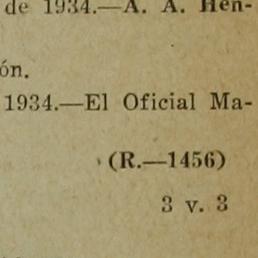 de 1934.—A. A. Hen-
ón.
1934.—El Oficial Ma-
(R.—1456)
3 v. 3